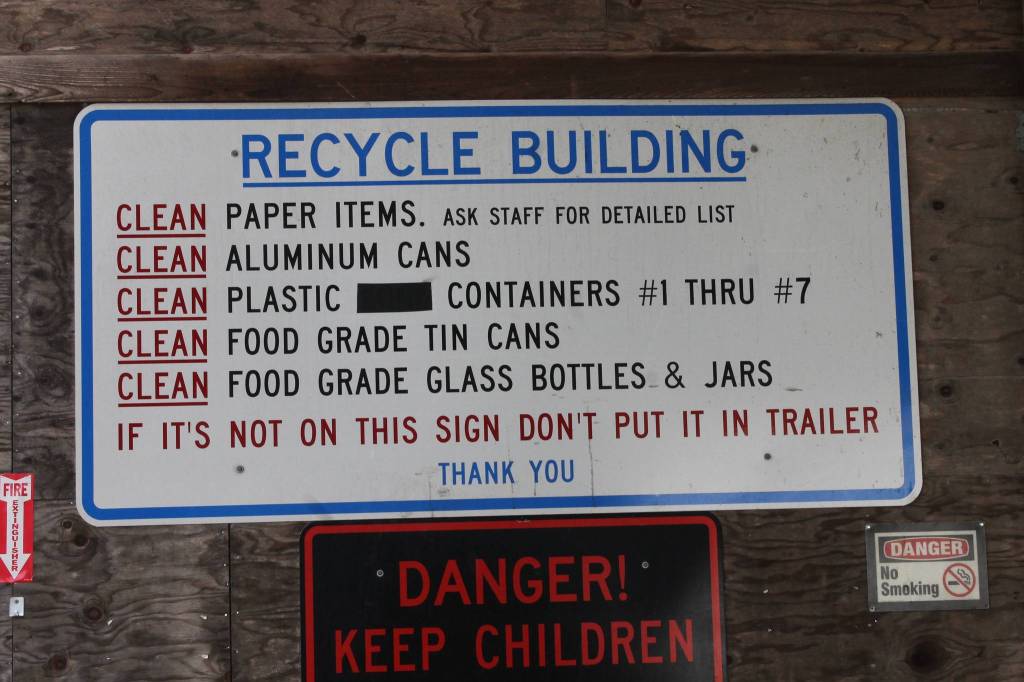 RECYCLE BUILDING
CLEAN PAPER ITEMS. ASK STAFF FOR DETAILED LIST
CLEAN ALUMINUM CANS
CLEAN PLASTIC CONTAINERS #1 THRU #7
CLEAN FOOD GRADE TIN CANS
CLEAN FOOD GRADE GLASS BOTTLES & JARS
IF IT'S NOT ON THIS SIGN DON'T PUT IT IN TRAILER
THANK YOU
FIRE
EXTINGUISHER
DANGER!
KEEP CHILDREN
DANGER
No
Smoking